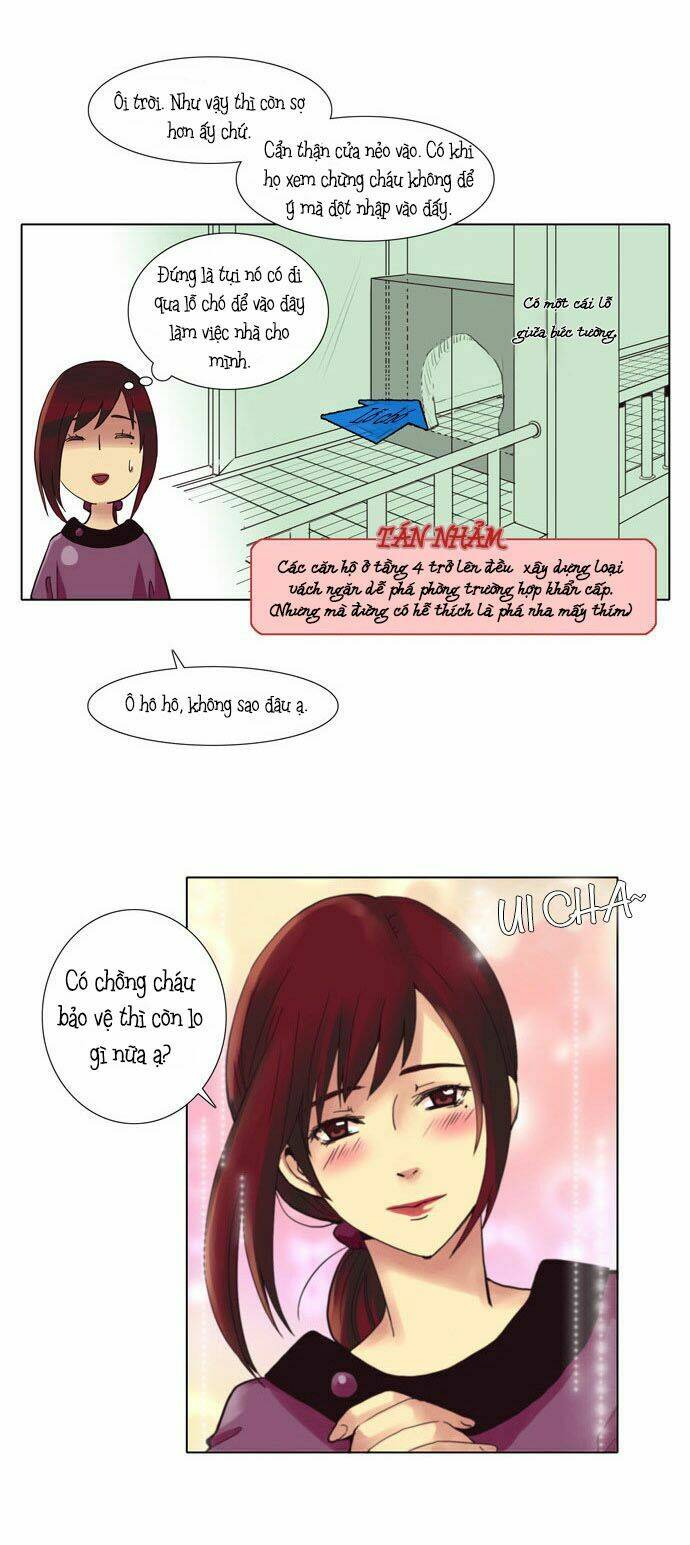 Ôi trời. Như vậy thì còn sợ
hơn ấy chứ.
Cẩn thận cửa nẻo vào. Có khi
họ xem chừng cháu không để
ý mà đột nhập vào đấy.
Đúng là tụi nó có đi
qua lỗ chó để vào đây
làm việc nhà cho
mình.
Có một cái lỗ
giữa bức tường.
Lỗ chó
TÁN NHẢM
Các căn hộ ở tầng 4 trở lên đều xây dựng loại
vách ngăn dễ phá phòng trường hợp khẩn cấp.
(Nhưng mà đừng có hễ thích là phá nha mấy thím)
Ô hô hô, không sao đâu ạ.
UI CHA~
Có chồng cháu
bảo vệ thì còn lo
gì nữa ạ?